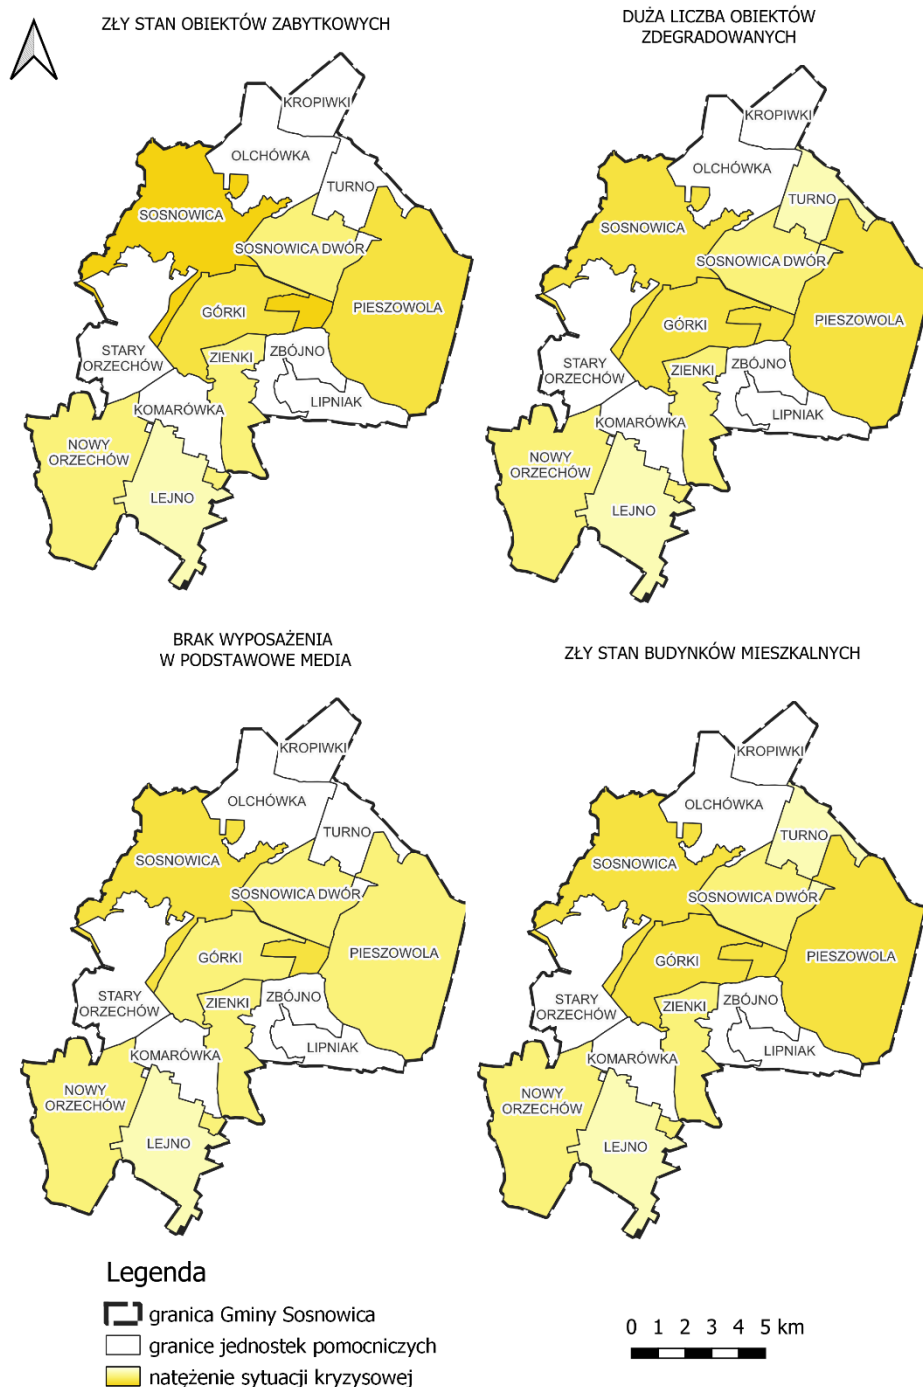 ZŁY STAN OBIEKTÓW ZABYTKOWYCH
KROPIWKI
OLCHÓWKA
TURNO
SOSNOWICA
SOSNOWICA DWÓR
PIESZOWOLA
GÓRKI
ZIENKI
ZBÓJNO
STARY
ORZECHÓW
LIPNIAK
KOMARÓWKA
NOWY
ORZECHÓW
LEJNO
DUŻA LICZBA OBIEKTÓW
ZDEGRADOWANYCH
KROPIWKI
OLCHÓWKA
TURNO
SOSNOWICA
SOSNOWICA DWÓR
PIESZOWOLA
GÓRKI
ZIENKI
ZBÓJNO
STARY
ORZECHÓW
LIPNIAK
KOMARÓWKA
NOWY
ORZECHÓW
LEJNO
BRAK WYPOSAŻENIA
W PODSTAWOWE MEDIA
KROPIWKI
OLCHÓWKA
TURNO
SOSNOWICA
SOSNOWICA DWÓR
PIESZOWOLA
GÓRKI
ZIENKI
ZBÓJNO
STARY
ORZECHÓW
LIPNIAK
KOMARÓWKA
NOWY
ORZECHÓW
LEJNO
ZŁY STAN BUDYNKÓW MIESZKALNYCH
KROPIWKI
OLCHÓWKA
TURNO
SOSNOWICA
SOSNOWICA DWÓR
PIESZOWOLA
GÓRKI
ZIENKI
ZBÓJNO
STARY
ORZECHÓW
LIPNIAK
KOMARÓWKA
NOWY
ORZECHÓW
LEJNO
Legenda
granica Gminy Sosnowica
granice jednostek pomocniczych
natężenie sytuacji kryzysowej
0 1 2 3 4 5 km